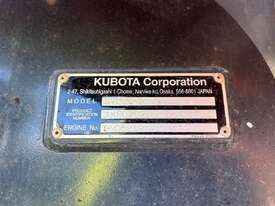 KUBOTA Corporation
2-47, Shikitsuhigashi 1-Chome, Naniwa-ku, Osaka, 556-8601 JAPAN
MODEL
PRODUCT
IDENTIFICATION
NUMBER
ENGINE No.